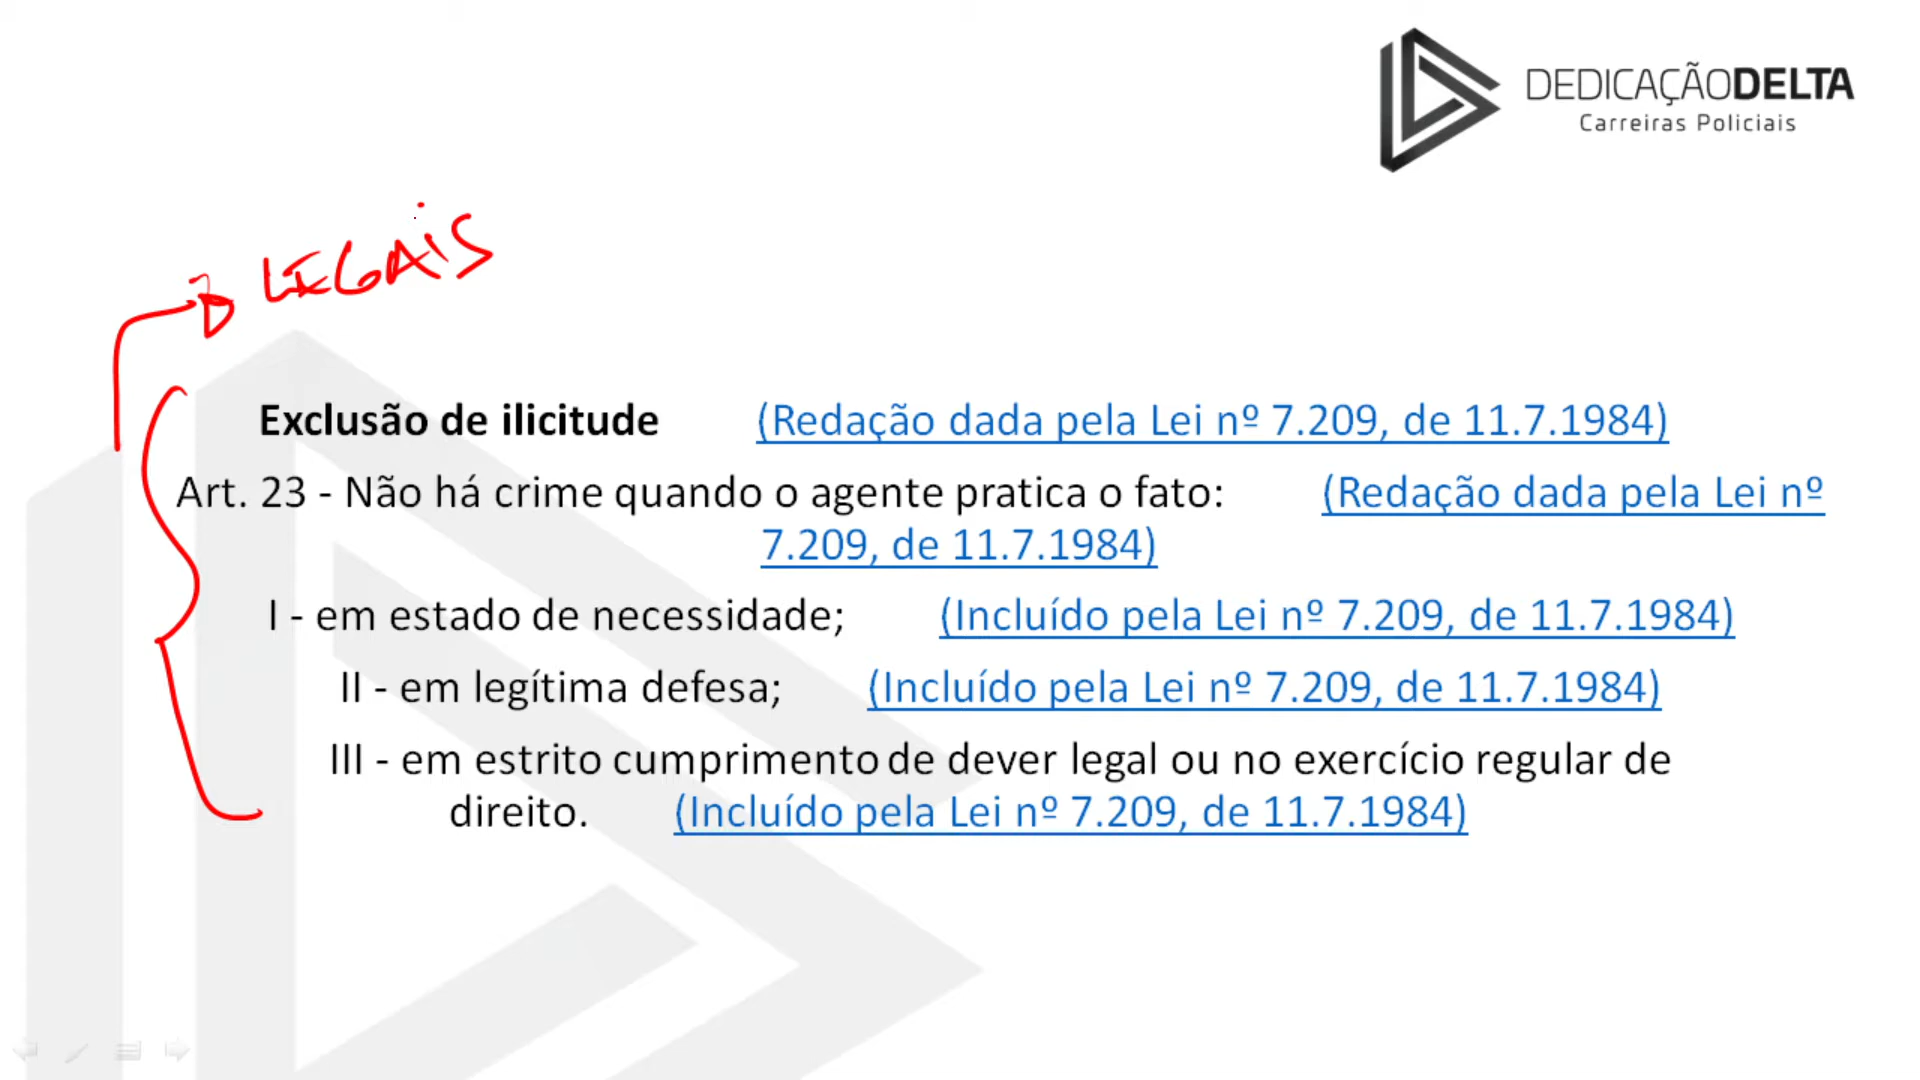 DEDICAÇÃODELTA
Carreiras Policiais
LEGAIS
Exclusão de ilicitude (Redação dada pela Lei nº 7.209, de 11.7.1984)
Art. 23 - Não há crime quando o agente pratica o fato: (Redação dada pela Lei nº
7.209, de 11.7.1984)
I - em estado de necessidade; (Incluído pela Lei nº 7.209, de 11.7.1984)
II - em legítima defesa; (Incluído pela Lei nº 7.209, de 11.7.1984)
III - em estrito cumprimento de dever legal ou no exercício regular de
direito. (Incluído pela Lei nº 7.209, de 11.7.1984)